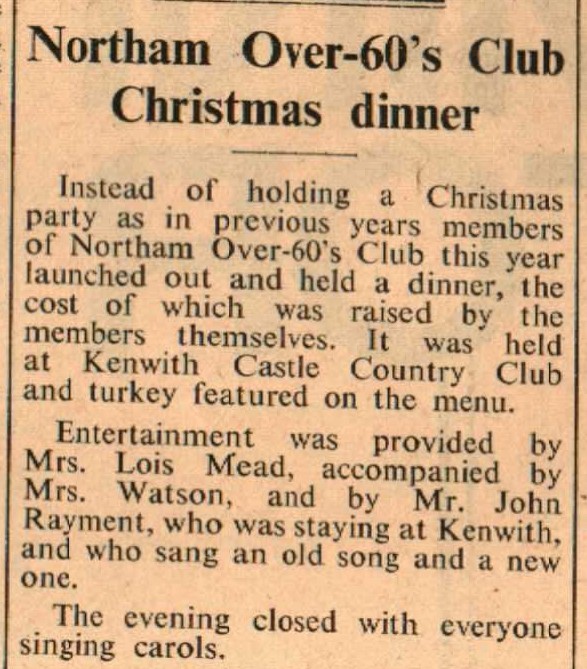 Northam Over-60's Club
Christmas dinner
Instead of holding a Christmas
party as in previous years members
of Northam Over-60's Club this year
launched out and held a dinner, the
cost of which was raised by the
members themselves. It was held
at Kenwith Castle Country Club
and turkey featured on the menu.
Entertainment was provided by
Mrs. Lois Mead, accompanied by
Mrs. Watson, and by Mr. John
Rayment, who was staying at Kenwith,
and who sang an old song and a new
one.
The evening closed with everyone
singing carols.